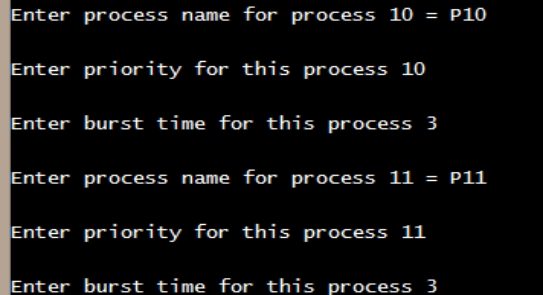 Enter process name for process 10 = P10
Enter priority for this process 10
Enter burst time for this process 3
Enter process name for process 11 = P11
Enter priority for this process 11
Enter burst time for this process 3